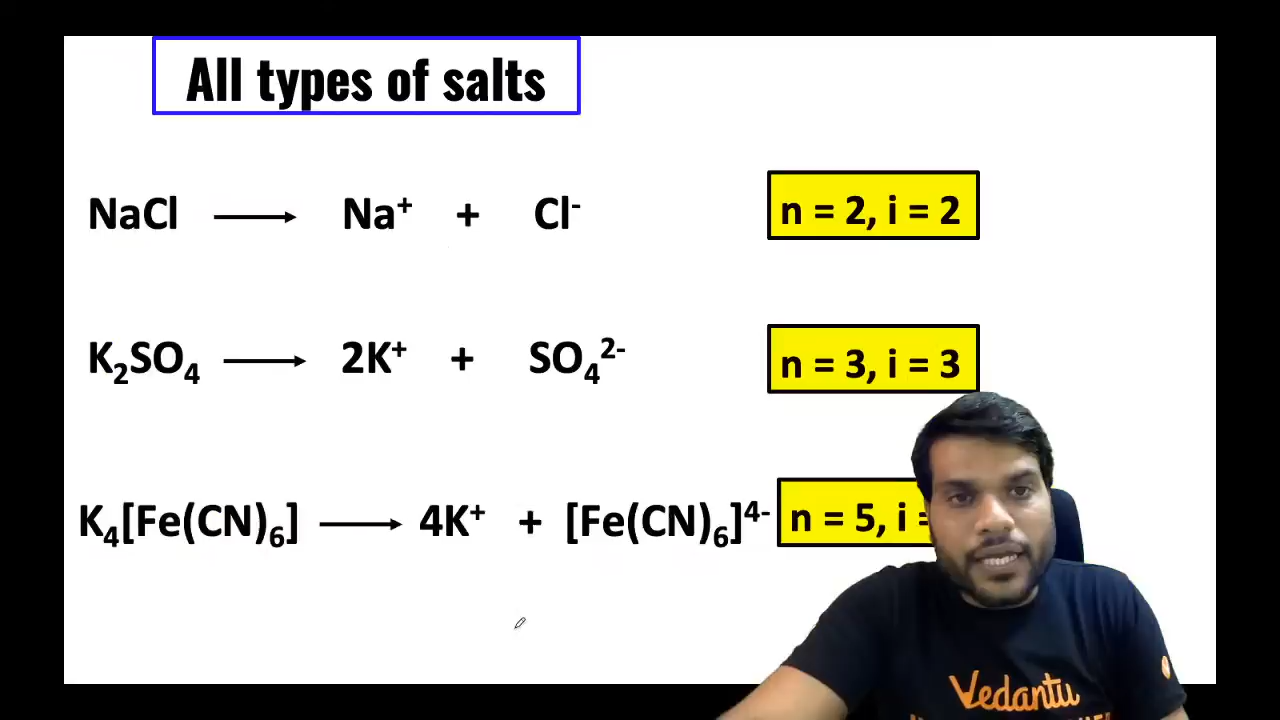 All types of salts
NaCl ⟶ Na⁺ + Cl⁻ n = 2, i = 2
K₂SO₄ ⟶ 2K⁺ + SO₄²⁻ n = 3, i = 3
K₄[Fe(CN)₆] ⟶ 4K⁺ + [Fe(CN)₆]⁴⁻ n = 5, i =
Vedantu